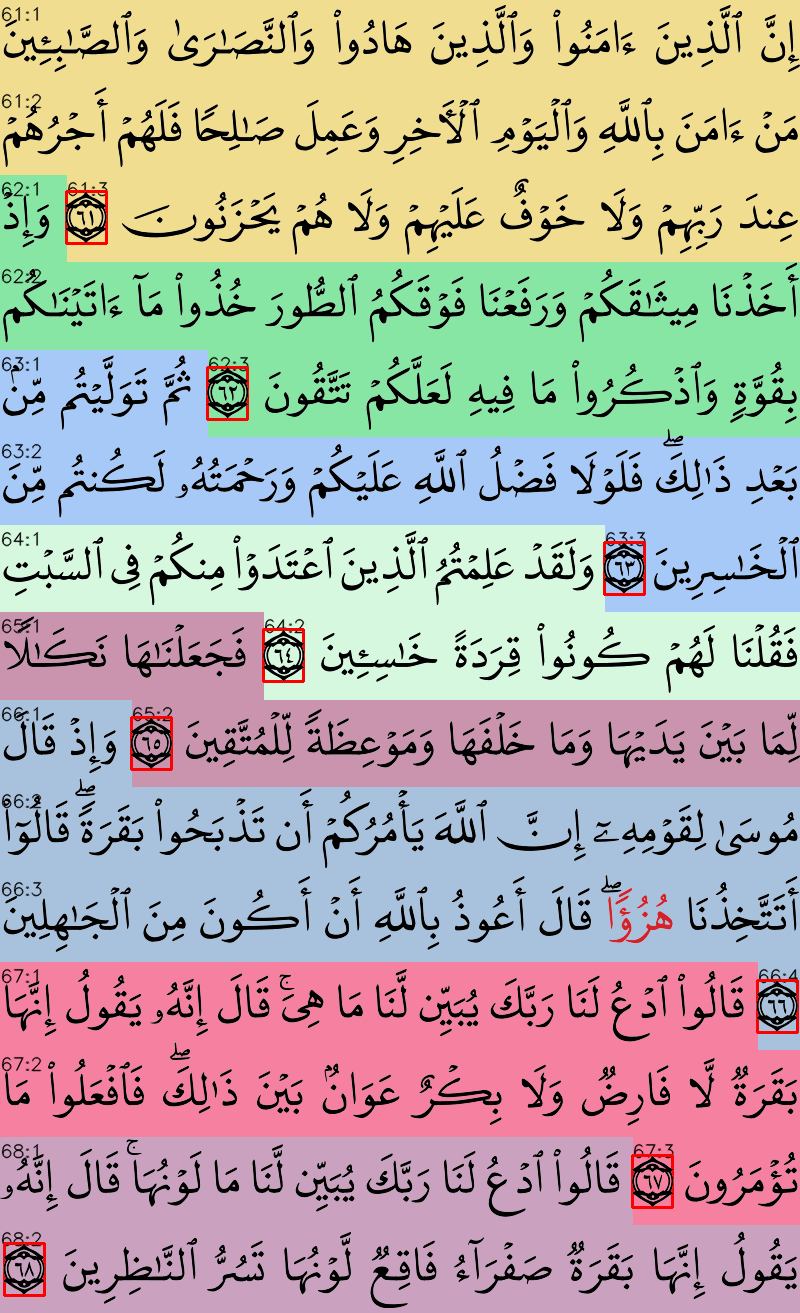 61:1
إِنَّ ٱلَّذِينَ ءَامَنُوا۟ وَٱلَّذِينَ هَادُوا۟ وَٱلنَّصَـٰرَىٰ وَٱلصَّـٰبِـِٔينَ
61:2
مَنْ ءَامَنَ بِٱللَّهِ وَٱلْيَوْمِ ٱلْـَٔاخِرِ وَعَمِلَ صَـٰلِحًا فَلَهُمْ أَجْرُهُمْ
62:1 61:3
عِندَ رَبِّهِمْ وَلَا خَوْفٌ عَلَيْهِمْ وَلَا هُمْ يَحْزَنُونَ ٦١ وَإِذْ
62:2
أَخَذْنَا مِيثَـٰقَكُمْ وَرَفَعْنَا فَوْقَكُمُ ٱلطُّورَ خُذُوا۟ مَآ ءَاتَيْنَـٰكُم
63:1 62:3
بِقُوَّةٍ وَٱذْكُرُوا۟ مَا فِيهِ لَعَلَّكُمْ تَتَّقُونَ ٦٢ ثُمَّ تَوَلَّيْتُم مِّنۢ
63:2
بَعْدِ ذَٰلِكَ ۖ فَلَوْلَا فَضْلُ ٱللَّهِ عَلَيْكُمْ وَرَحْمَتُهُۥ لَكُنتُم مِّنَ
64:1 63:3
ٱلْخَـٰسِرِينَ ٦٣ وَلَقَدْ عَلِمْتُمُ ٱلَّذِينَ ٱعْتَدَوْا۟ مِنكُمْ فِى ٱلسَّبْتِ
65:1 64:2
فَقُلْنَا لَهُمْ كُونُوا۟ قِرَدَةً خَـٰسِـِٔينَ ٦٤ فَجَعَلْنَـٰهَا نَكَـٰلًا
66:1 65:2
لِّمَا بَيْنَ يَدَيْهَا وَمَا خَلْفَهَا وَمَوْعِظَةً لِّلْمُتَّقِينَ ٦٥ وَإِذْ قَالَ
66:2
مُوسَىٰ لِقَوْمِهِۦٓ إِنَّ ٱللَّهَ يَأْمُرُكُمْ أَن تَذْبَحُوا۟ بَقَرَةً ۖ قَالُوٓا۟
66:3
أَتَتَّخِذُنَا هُزُؤًا ۖ قَالَ أَعُوذُ بِٱللَّهِ أَنْ أَكُونَ مِنَ ٱلْجَـٰهِلِينَ
67:1 66:4
٦٦ قَالُوا۟ ٱدْعُ لَنَا رَبَّكَ يُبَيِّن لَّنَا مَا هِىَ ۚ قَالَ إِنَّهُۥ يَقُولُ إِنَّهَا
67:2
بَقَرَةٌ لَّا فَارِضٌ وَلَا بِكْرٌ عَوَانٌۢ بَيْنَ ذَٰلِكَ ۖ فَٱفْعَلُوا۟ مَا
68:1 67:3
تُؤْمَرُونَ ٦٧ قَالُوا۟ ٱدْعُ لَنَا رَبَّكَ يُبَيِّن لَّنَا مَا لَوْنُهَا ۚ قَالَ إِنَّهُۥ
68:2
يَقُولُ إِنَّهَا بَقَرَةٌ صَفْرَآءُ فَاقِعٌ لَّوْنُهَا تَسُرُّ ٱلنَّـٰظِرِينَ ٦٨